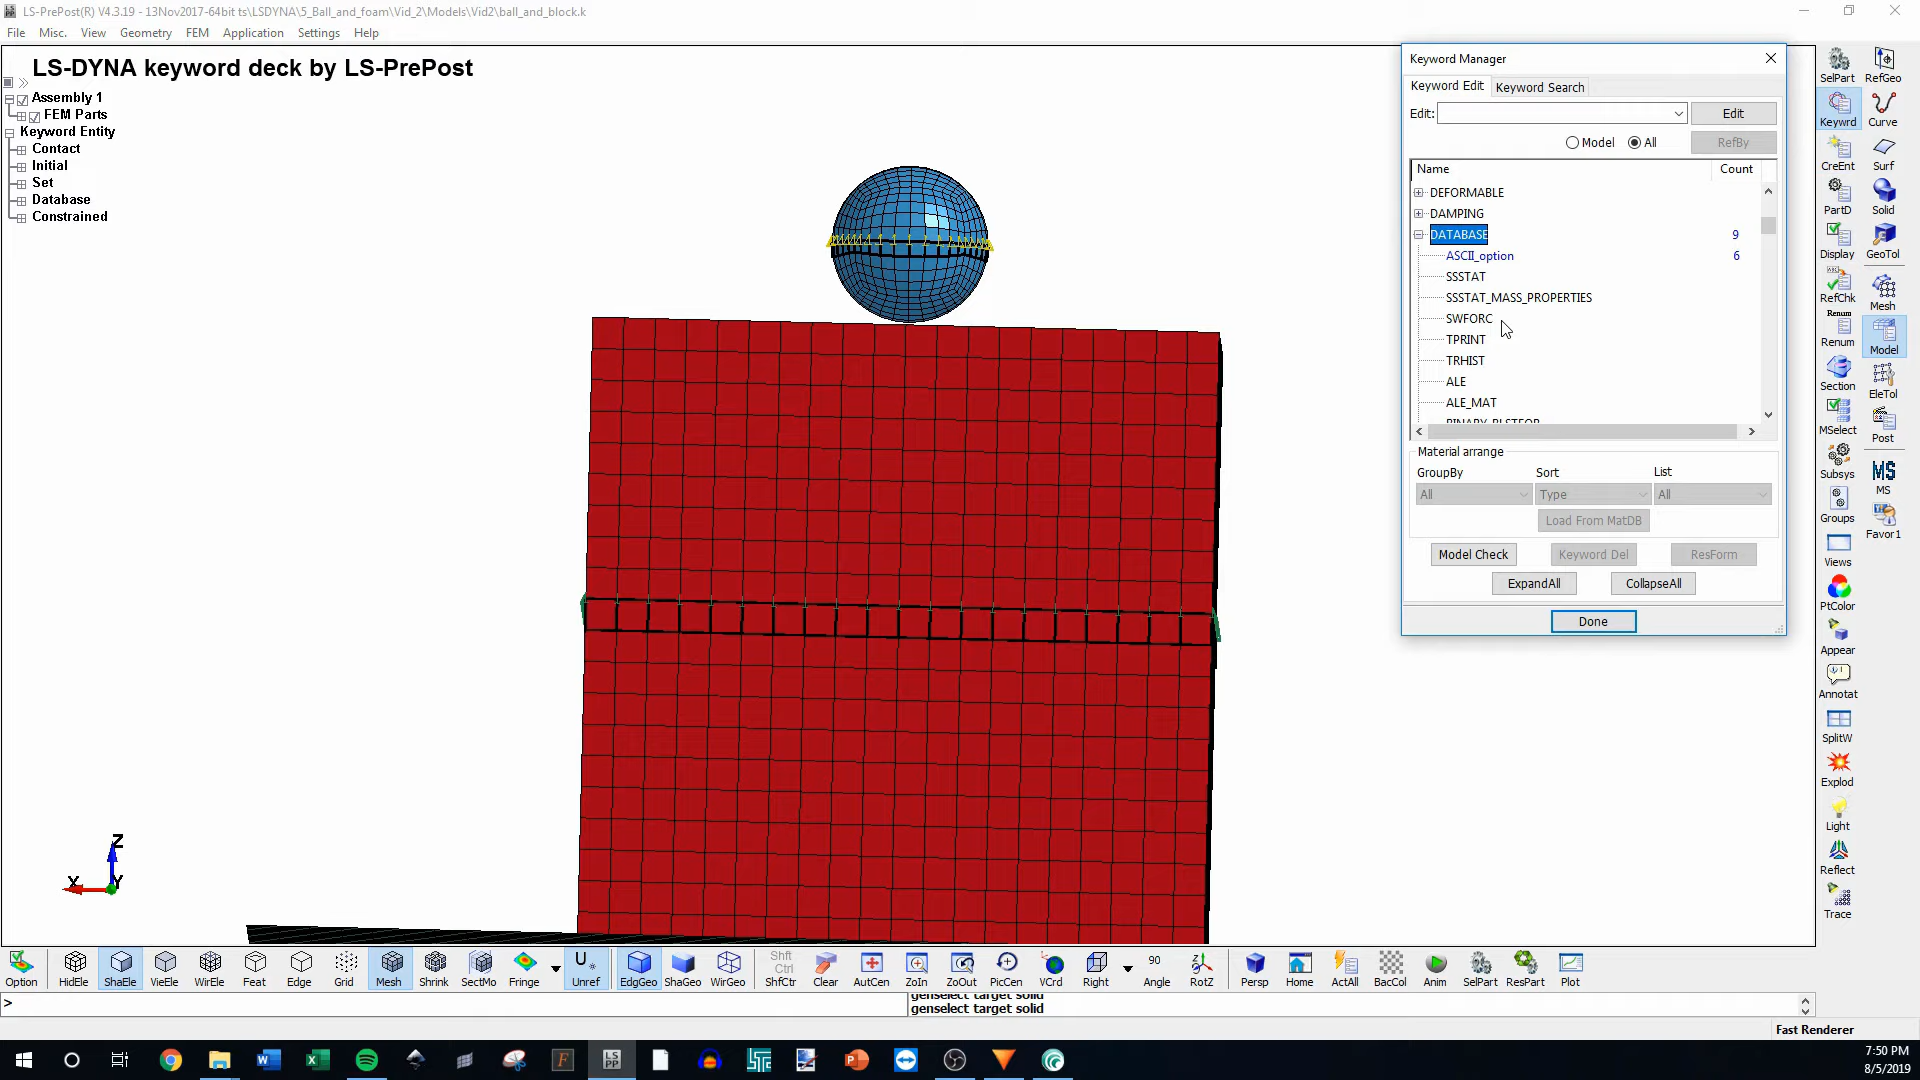 LS-PrePost(R) V4.3.19 - 13Nov2017-64bit ts\LSDYNA\5_Ball_and_foam\Vid_2\Models\Vid2\ball_and_block.k
File Misc. View Geometry FEM Application Settings Help
LS-DYNA keyword deck by LS-PrePost
Assembly 1
FEM Parts
Keyword Entity
Contact
Initial
Set
Database
Constrained
Z
X
Y
Keyword Manager
Keyword Edit Keyword Search
Edit: Edit
Model All RefBy
Name Count
DEFORMABLE
DAMPING
DATABASE 9
ASCII_option 6
SSSTAT
SSSTAT_MASS_PROPERTIES
SWFORC
TPRINT
TRHIST
ALE
ALE_MAT
BINARY_BLSTFOR
Material arrange
GroupBy Sort List
All Type All
Load From MatDB
Model Check Keyword Del ResForm
ExpandAll CollapseAll
Done
SelPart RefGeo
Keywrd Curve
CreEnt Surf
PartD Solid
Display GeoTol
RefChk Mesh
Renum
Renum Model
Section EleTol
MSelect Post
Subsys MS
MS
Groups Favor1
Views
PtColor
Appear
Annotat
SplitW
Explod
Light
Reflect
Trace
Option HidEle ShaEle VieEle WirEle Feat Edge Grid Mesh Shrink SectMo Fringe Unref EdgGeo ShaGeo WirGeo Shft Ctrl ShfCtr Clear AutCen ZoIn ZoOut PicCen VCrd Right 90 Angle RotZ Persp Home ActAll BacCol Anim SelPart ResPart Plot
>
genselect target solid
genselect target solid
Fast Renderer
7:50 PM
8/5/2019